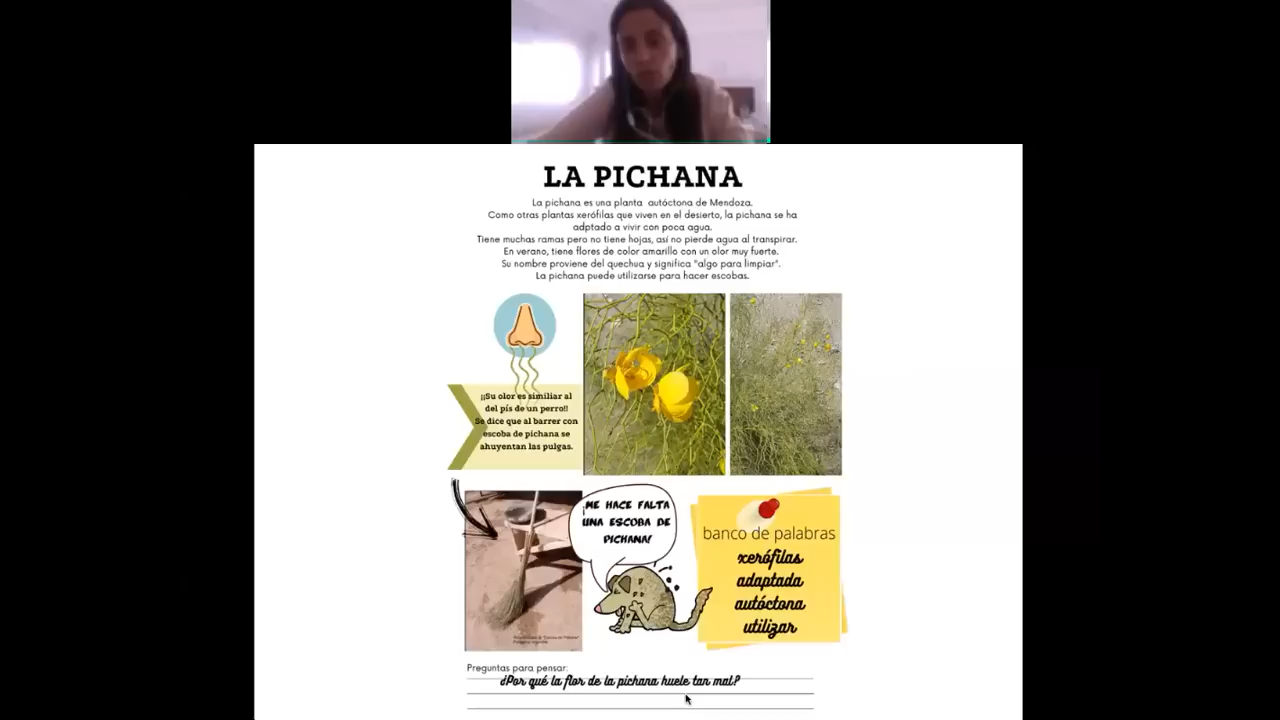 LA PICHANA
La pichana es una planta autóctona de Mendoza.
Como otras plantas xerófilas que viven en el desierto, la pichana se ha
adptado a vivir con poca agua.
Tiene muchas ramas pero no tiene hojas, así no pierde agua al transpirar.
En verano, tiene flores de color amarillo con un olor muy fuerte.
Su nombre proviene del quechua y significa "algo para limpiar".
La pichana puede utilizarse para hacer escobas.
¡¡Su olor es similiar al
del pis de un perro!!
Se dice que al barrer con
escoba de pichana se
ahuyentan las pulgas.
¡ME HACE FALTA
UNA ESCOBA DE
PICHANA!
banco de palabras
xerófilas
adaptada
autóctona
utilizar
Preguntas para pensar:
¿Por qué la flor de la pichana huele tan mal?